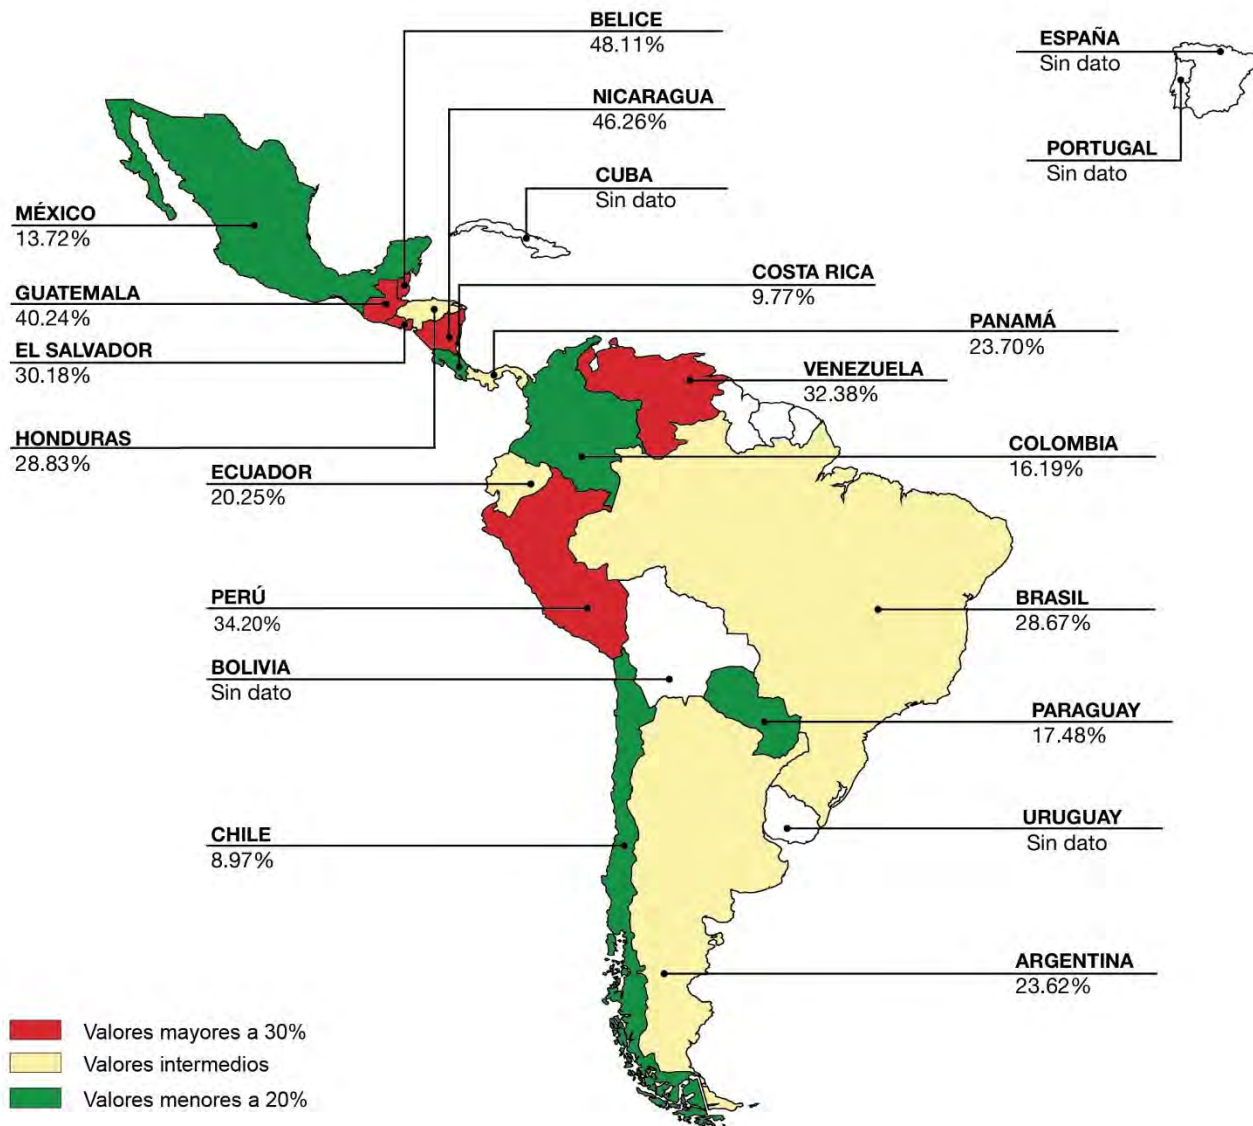 BELICE
48.11%
ESPAÑA
Sin dato
NICARAGUA
46.26%
PORTUGAL
Sin dato
CUBA
Sin dato
MÉXICO
13.72%
COSTA RICA
9.77%
GUATEMALA
40.24%
PANAMÁ
23.70%
EL SALVADOR
30.18%
VENEZUELA
32.38%
HONDURAS
28.83%
COLOMBIA
16.19%
ECUADOR
20.25%
PERÚ
34.20%
BRASIL
28.67%
BOLIVIA
Sin dato
PARAGUAY
17.48%
URUGUAY
Sin dato
CHILE
8.97%
ARGENTINA
23.62%
Valores mayores a 30%
Valores intermedios
Valores menores a 20%